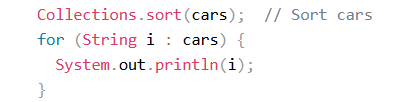 Collections.sort(cars);  // Sort cars
for (String i : cars) {
  System.out.println(i);
}